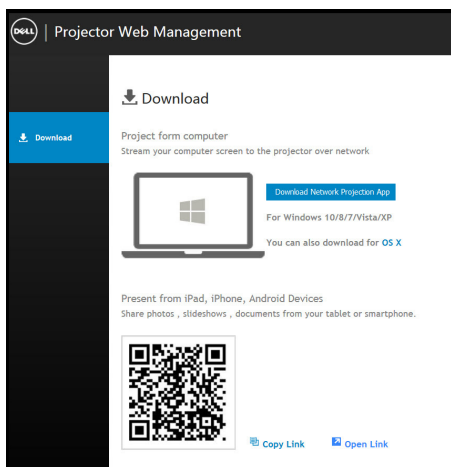 DELL | Projector Web Management
Download
Download
Project form computer
Stream your computer screen to the projector over network
Download Network Projection App
For Windows 10/8/7/Vista/XP
You can also download for OS X
Present from iPad, iPhone, Android Devices
Share photos , slideshows , documents from your tablet or smartphone.
Copy Link Open Link